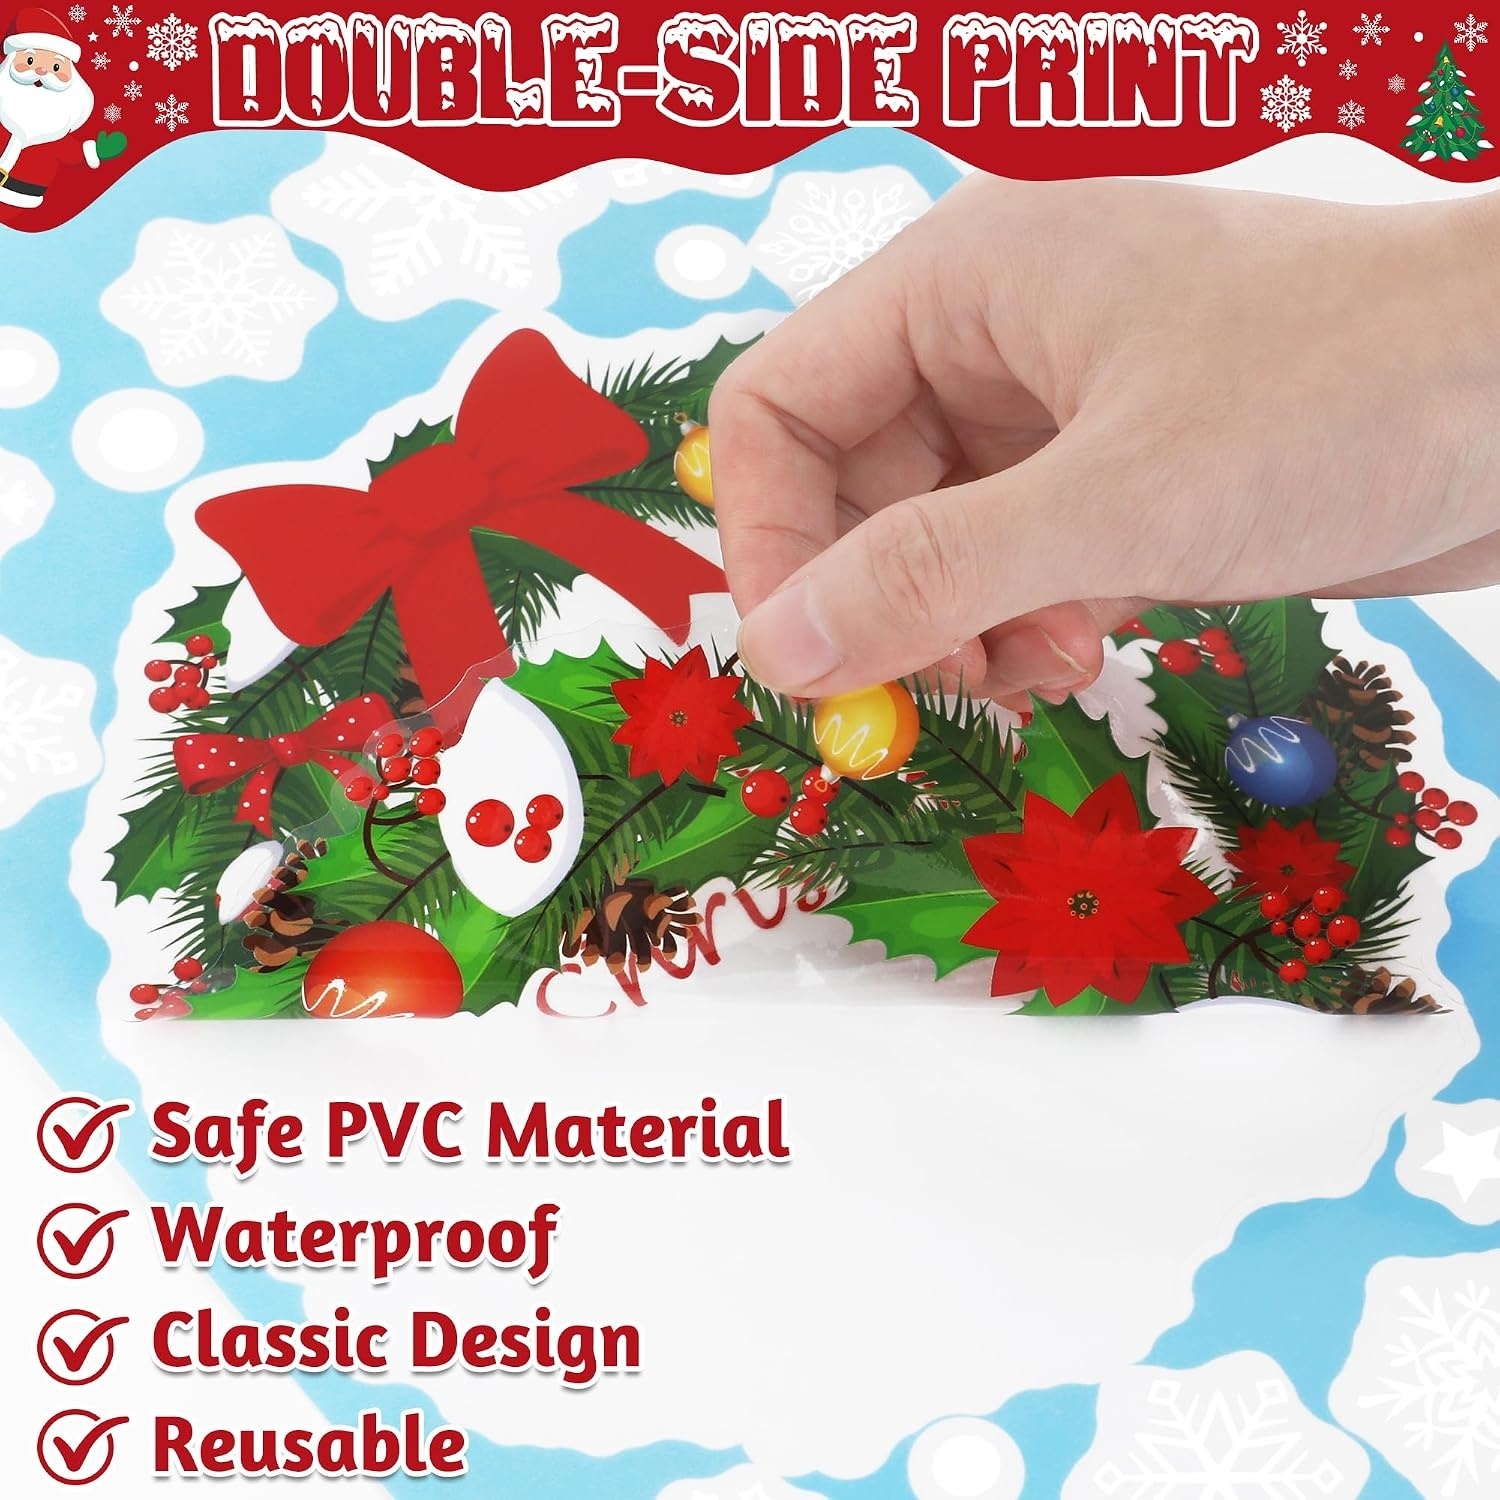 DOUBLE-SIDE PRINT
Safe PVC Material
Waterproof
Classic Design
Reusable